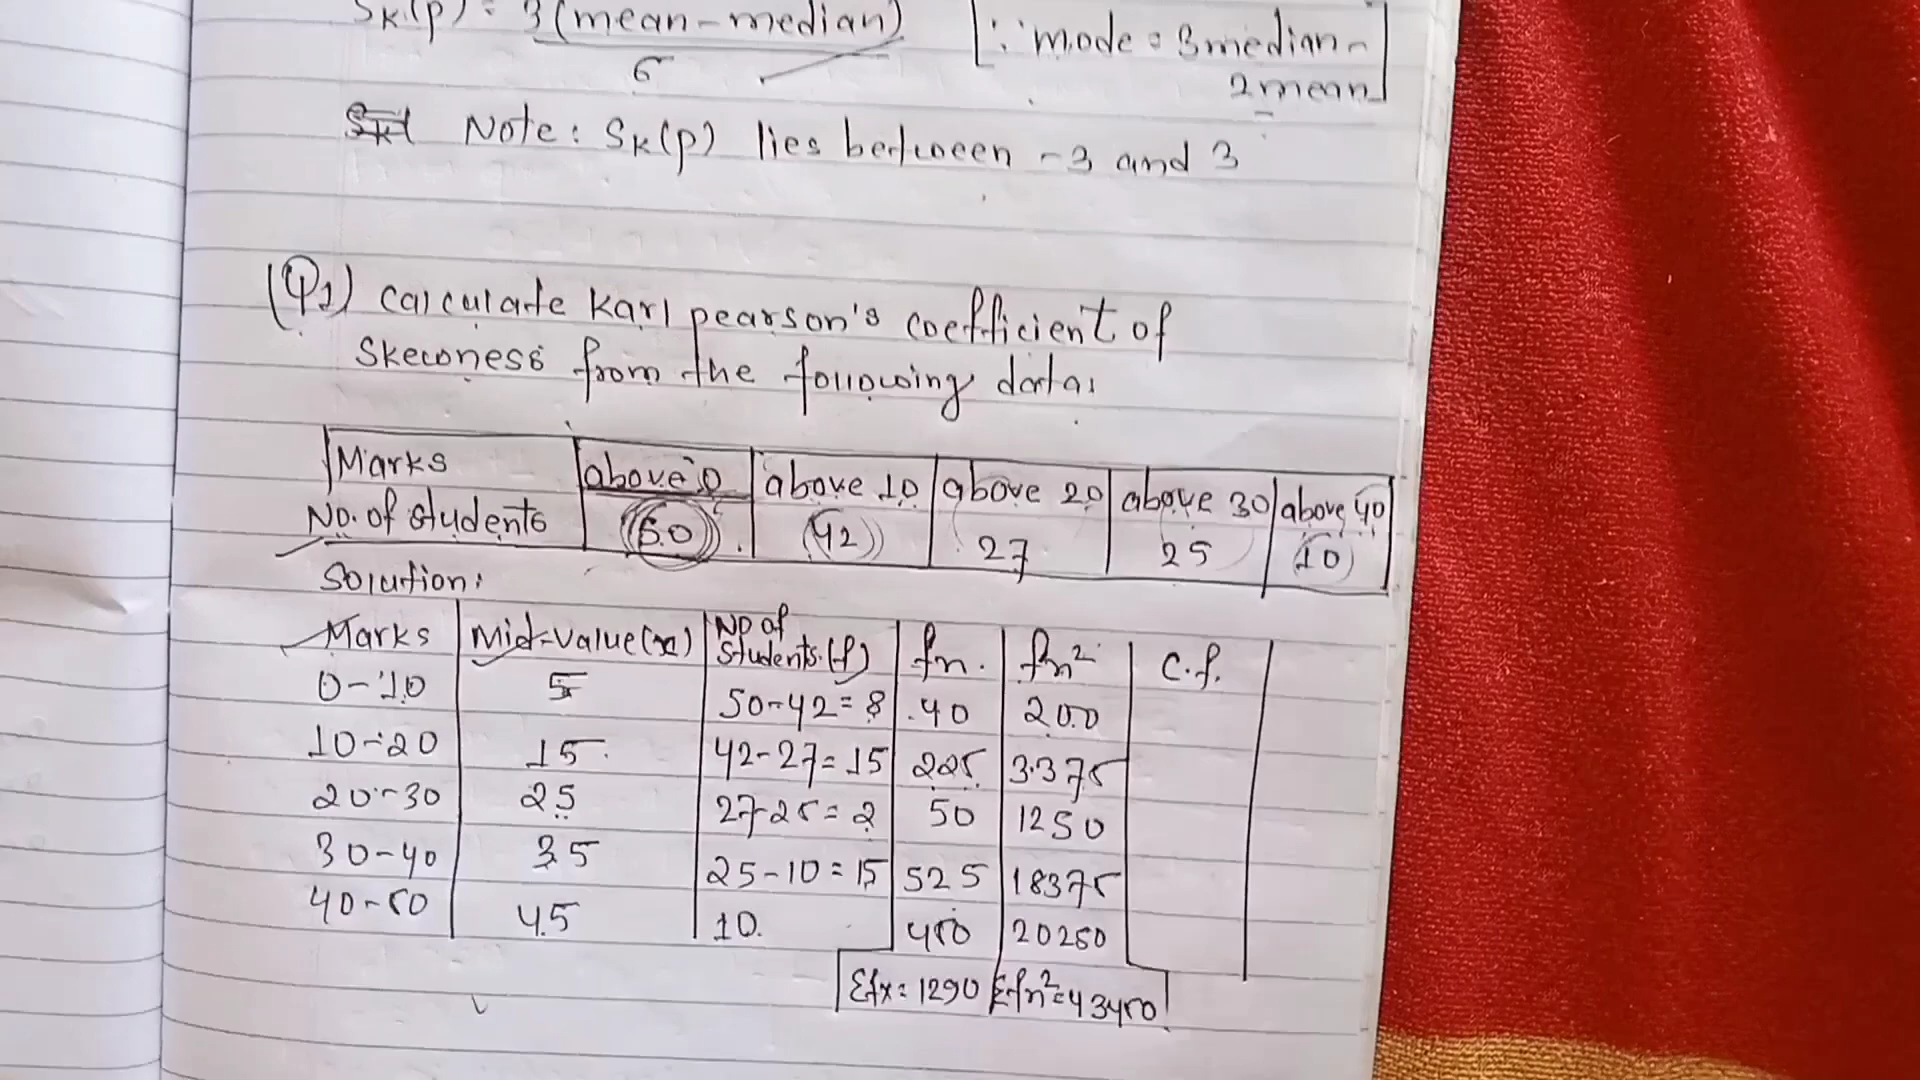 Sk(p) = 3(mean-median) [∵ mode = 3median -
σ 2mean]
Note: Sk(p) lies between -3 and 3
(Q1) calculate Karl pearson's coefficient of
Skewness from the following data:
Marks above 0 above 10 above 20 above 30 above 40
No. of students 50 42 27 25 10
Solution:
Marks Mid-value(x) No of Students.(f) fx. fx² c.f.
0-10 5 50-42=8 40 200
10-20 15 42-27=15 225 3375
20-30 25 27-25=2 50 1250
30-40 35 25-10=15 525 18375
40-50 45 10. 450 20250
Σfx=1290 Σfx²=43450